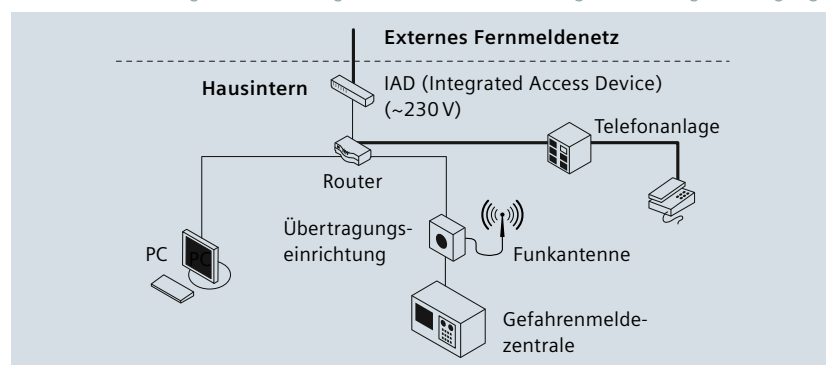 Externes Fernmeldenetz
Hausintern
IAD (Integrated Access Device)
(~230 V)
Telefonanlage
Router
Übertragungs-
einrichtung
PC
PC
Funkantenne
Gefahrenmelde-
zentrale